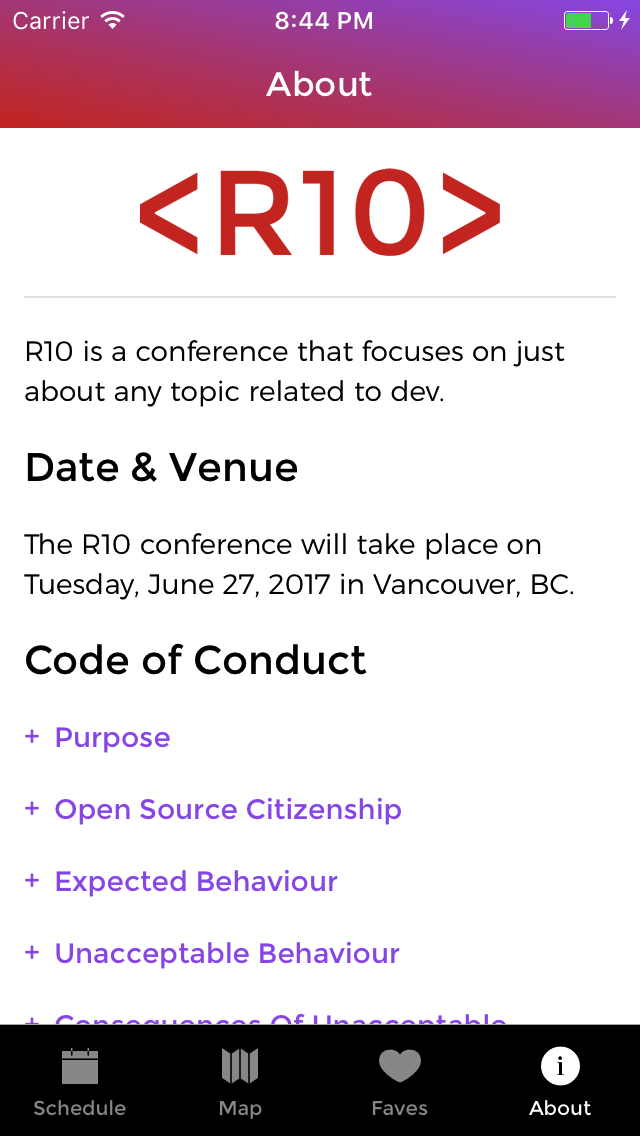 Carrier 8:44 PM
About
<R10>
R10 is a conference that focuses on just
about any topic related to dev.
Date & Venue
The R10 conference will take place on
Tuesday, June 27, 2017 in Vancouver, BC.
Code of Conduct
+ Purpose
+ Open Source Citizenship
+ Expected Behaviour
+ Unacceptable Behaviour
+ Consequences Of Unacceptable
Schedule Map Faves About